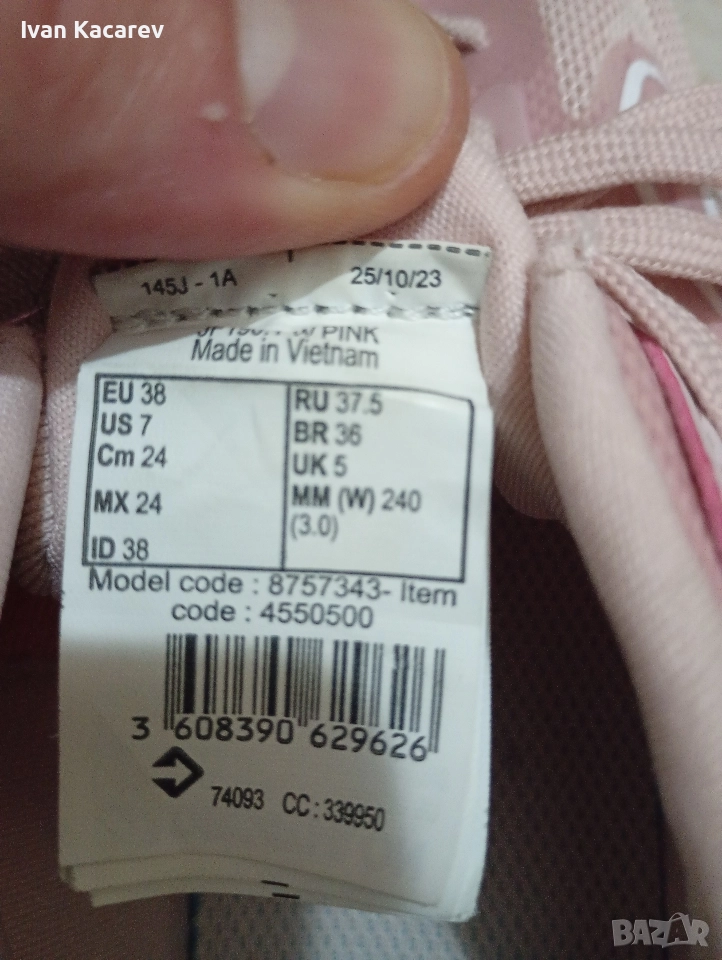 Ivan Kacarev
145J - 1A
25/10/23
/ PINK
Made in Vietnam
EU 38
US 7
Cm 24
MX 24
ID 38
RU 37.5
BR 36
UK 5
MM (W) 240
(3.0)
Model code : 8757343- Item
code : 4550500
3 608390 629626
74093 CC : 339950
BAZAR